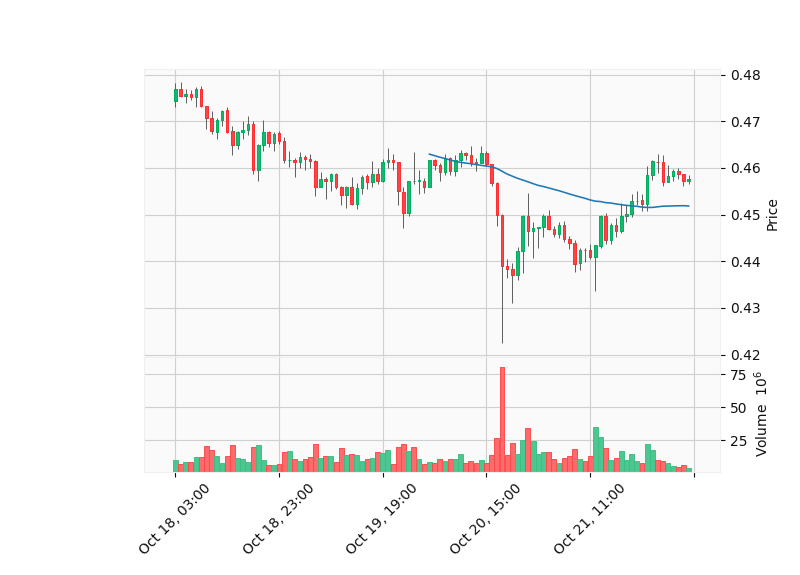 0.48
0.47
0.46
0.45
0.44
0.43
0.42
Price
75
50
25
Volume 10⁶
Oct 18, 03:00
Oct 18, 23:00
Oct 19, 19:00
Oct 20, 15:00
Oct 21, 11:00